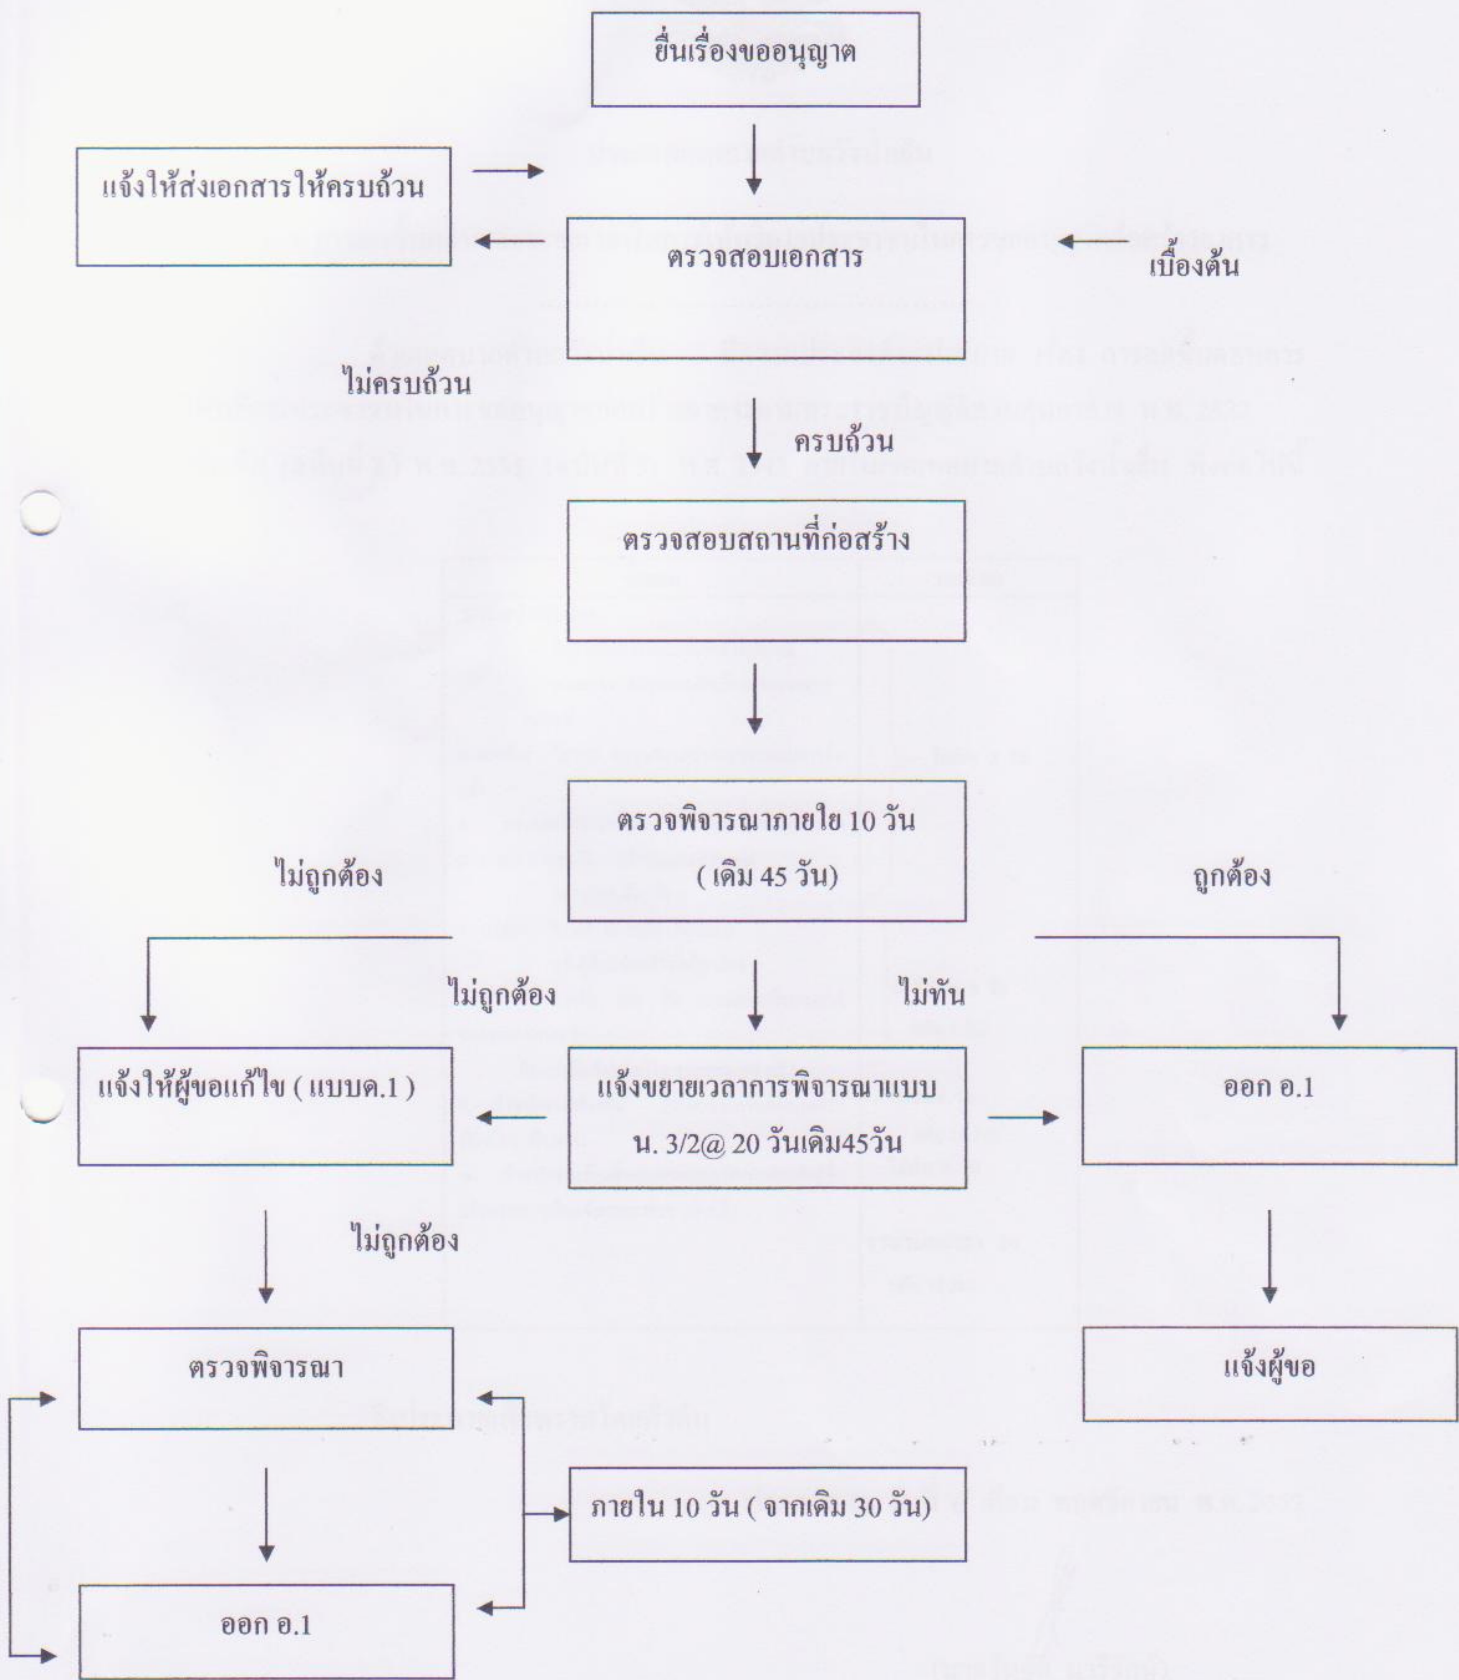 ยื่นเรื่องขออนุญาต
แจ้งให้ส่งเอกสารให้ครบถ้วน
ตรวจสอบเอกสาร
เบื้องต้น
ไม่ครบถ้วน
ครบถ้วน
ตรวจสอบสถานที่ก่อสร้าง
ตรวจพิจารณาภายใย 10 วัน
( เดิม 45 วัน)
ไม่ถูกต้อง
ถูกต้อง
ไม่ถูกต้อง
ไม่ทัน
แจ้งให้ผู้ขอแก้ไข ( แบบค.1 )
แจ้งขยายเวลาการพิจารณาแบบ
น. 3/2@ 20 วันเดิม45วัน
ออก อ.1
ไม่ถูกต้อง
ตรวจพิจารณา
แจ้งผู้ขอ
ภายใน 10 วัน ( จากเดิม 30 วัน)
ออก อ.1